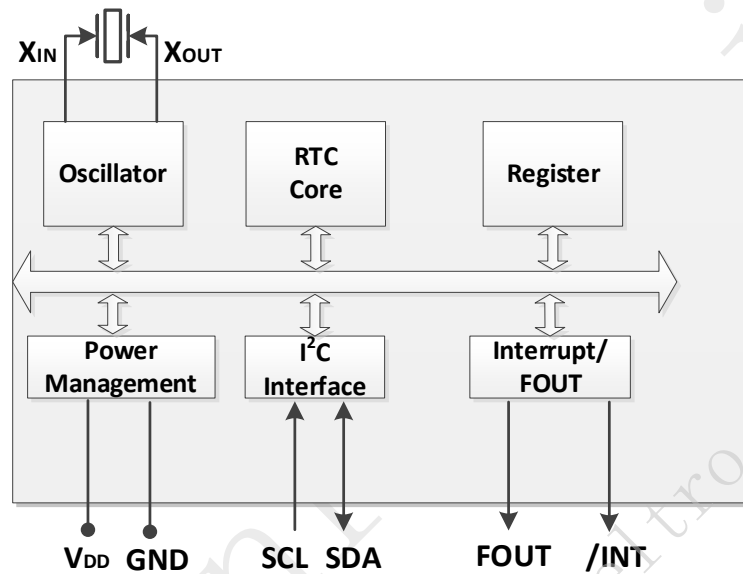 XIN XOUT
Oscillator
RTC
Core
Register
Power
Management
I²C
Interface
Interrupt/
FOUT
VDD GND SCL SDA FOUT /INT